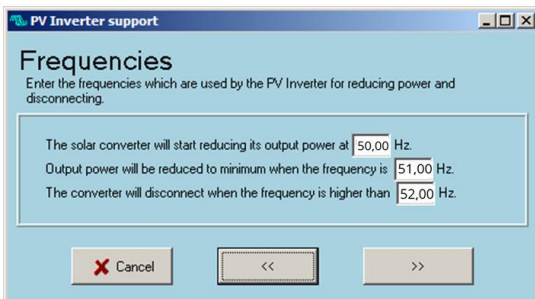 PV Inverter support
Frequencies
Enter the frequencies which are used by the PV Inverter for reducing power and
disconnecting.
The solar converter will start reducing its output power at 50,00 Hz.
Output power will be reduced to minimum when the frequency is 51,00 Hz.
The converter will disconnect when the frequency is higher than 52,00 Hz.
Cancel << >>